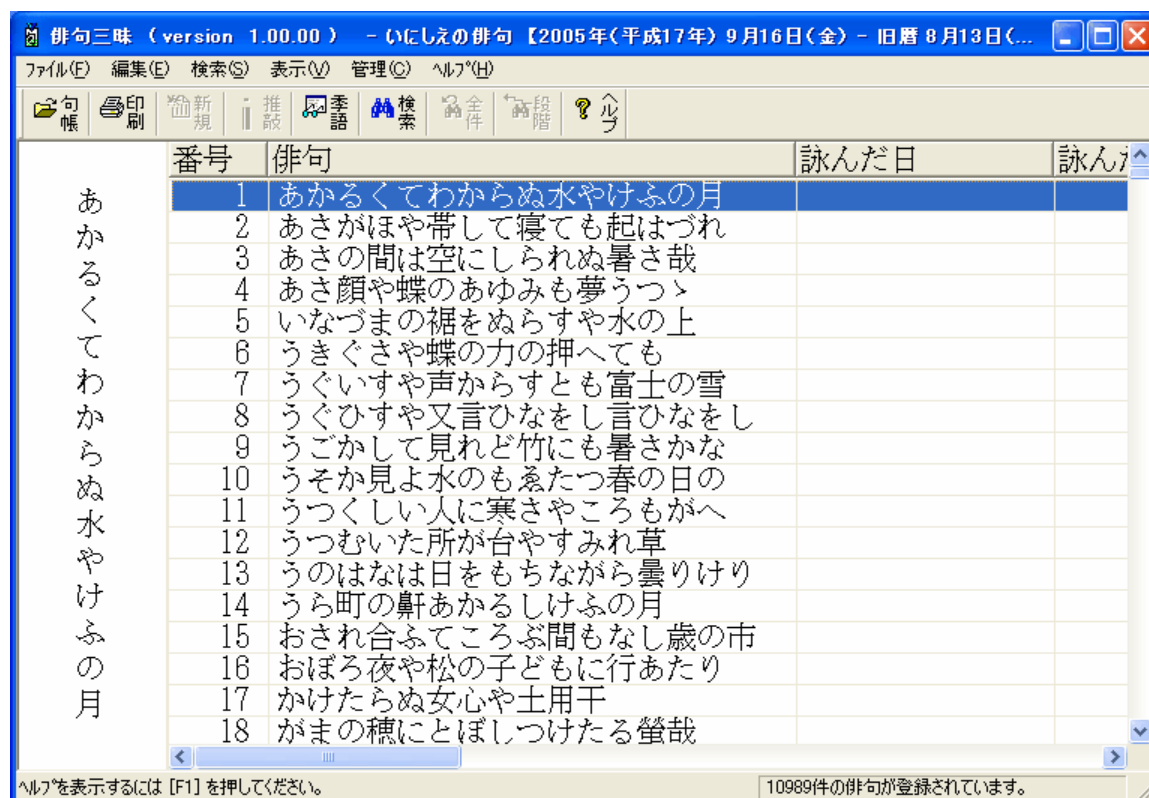 俳句三昧 (version 1.00.00) - いにしえの俳句 【2005年(平成17年) 9月16日(金) - 旧暦 8月13日(...
ファイル(F) 編集(E) 検索(S) 表示(V) 管理(C) ヘルプ(H)
句帳 印刷 新規 推敲 季語 検索 全件 段階 ヘルプ
番号 俳句 詠んだ日 詠んだ
1 あかるくてわからぬ水やけふの月
2 あさがほや帯して寝ても起はづれ
3 あさの間は空にしられぬ暑さ哉
4 あさ顔や蝶のあゆみも夢うつゝ
5 いなづまの裾をぬらすや水の上
6 うきぐさや蝶の力の押へても
7 うぐいすや声からすとも富士の雪
8 うぐひすや又言ひなをし言ひなをし
9 うごかして見れど竹にも暑さかな
10 うそか見よ水のもゑたつ春の日の
11 うつくしい人に寒さやころもがへ
12 うつむいた所が台やすみれ草
13 うのはなは日をもちながら曇りけり
14 うら町の鼾あかるしけふの月
15 おされ合ふてころぶ間もなし歳の市
16 おぼろ夜や松の子どもに行あたり
17 かけたらぬ女心や土用干
18 がまの穂にとぼしつけたる螢哉
あかるくてわからぬ水やけふの月
ヘルプを表示するには [F1] を押してください。
10989件の俳句が登録されています。